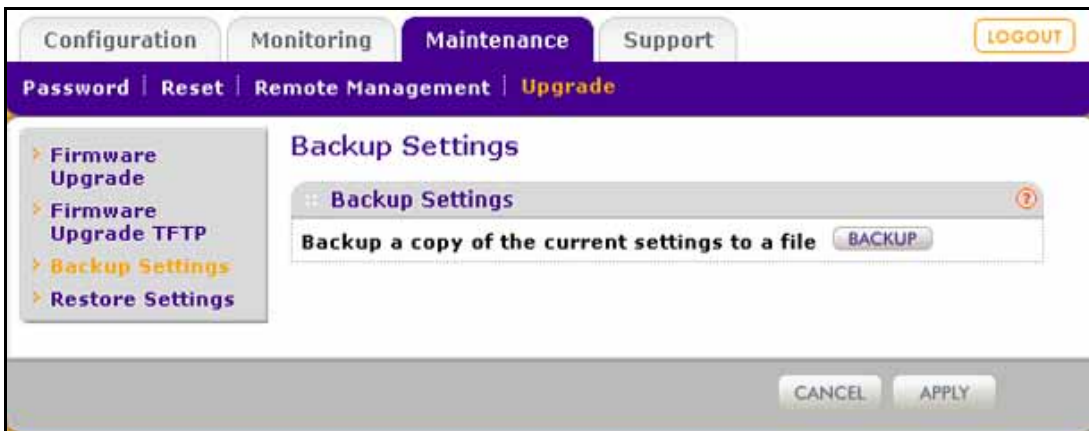 Configuration
Monitoring
Maintenance
Support
LOGOUT
Password
Reset
Remote Management
Upgrade
Firmware
Upgrade
Firmware
Upgrade TFTP
Backup Settings
Restore Settings
Backup Settings
Backup Settings
?
Backup a copy of the current settings to a file
BACKUP
CANCEL
APPLY